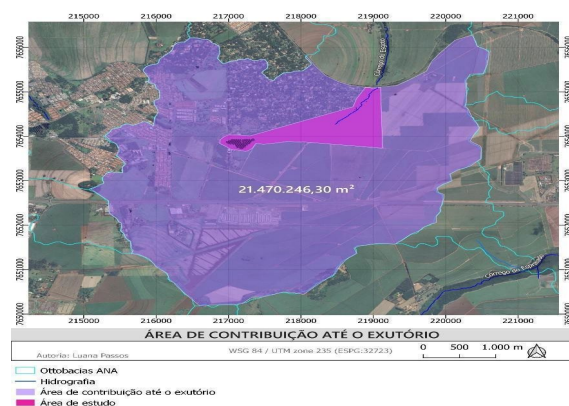 215000 216000 217000 218000 219000 220000 221000
7656000
7655000
7654000
7653000
7652000
7651000
7650000
21.470.246,30 m²
215000 216000 217000 218000 219000 220000 221000
ÁREA DE CONTRIBUIÇÃO ATÉ O EXUTÓRIO
Autoria: Luana Passos
WSG 84 / UTM zone 23S (ESPG:32723)
0 500 1.000 m
Ottobacias ANA
Hidrografia
Área de contribuição até o exutório
Área de estudo